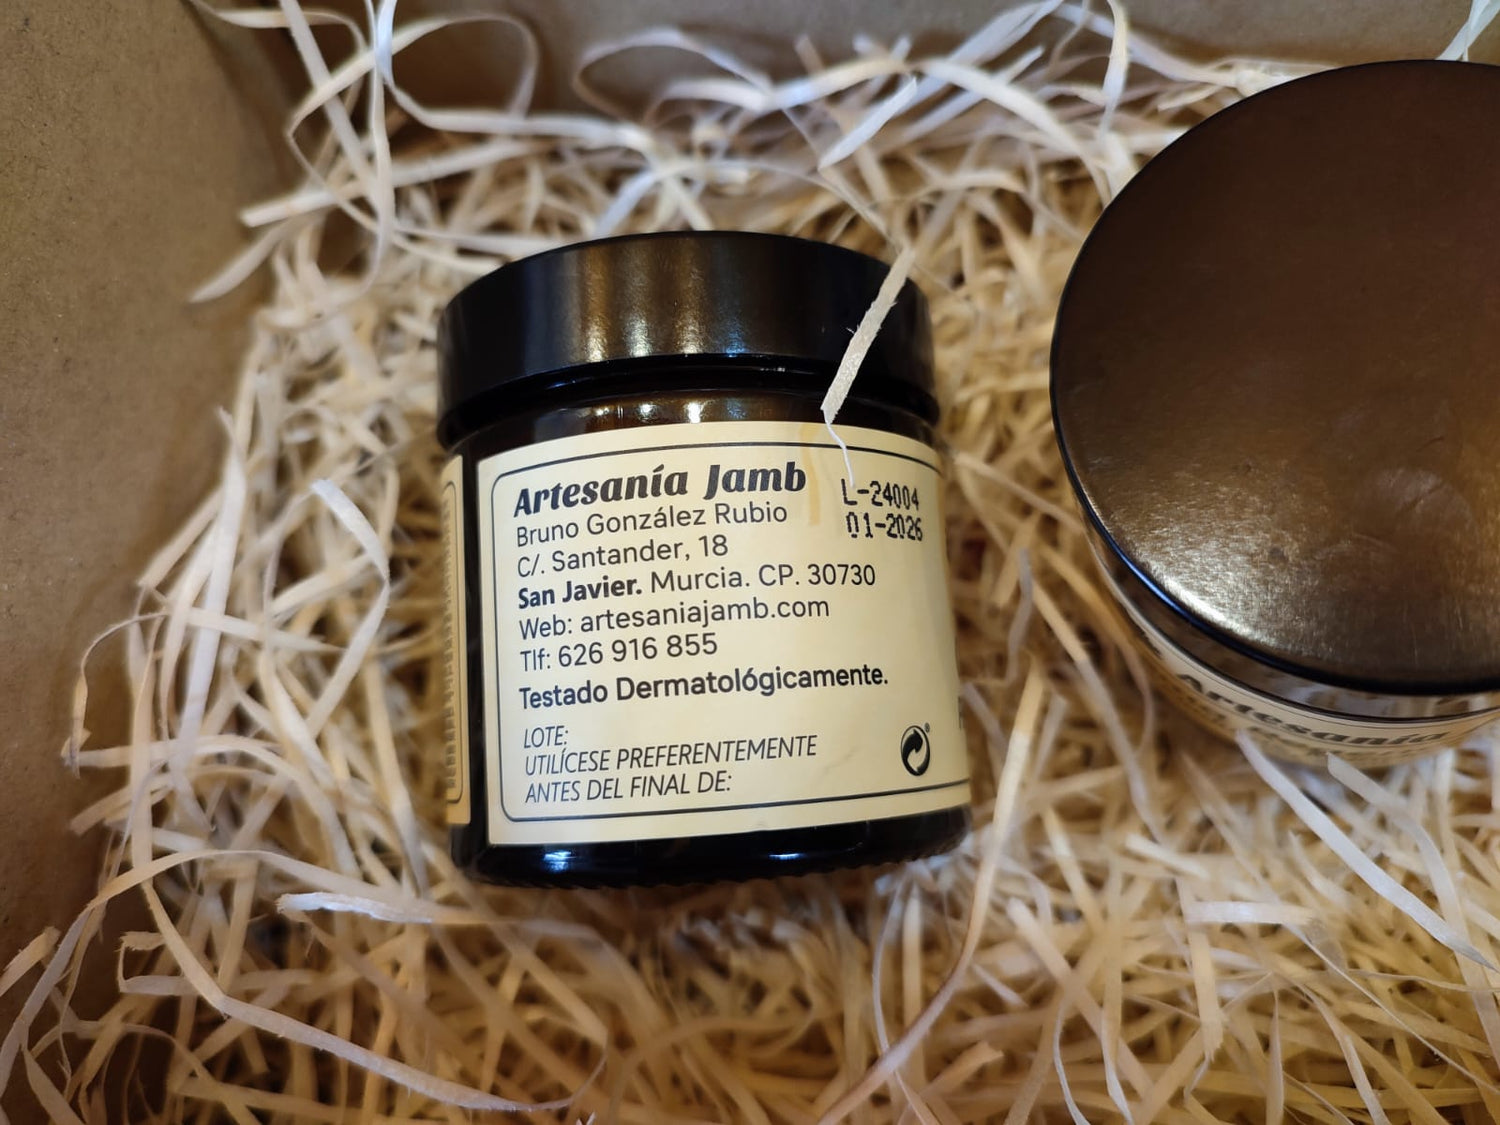 Artesanía Jamb
Bruno González Rubio
C/. Santander, 18
San Javier. Murcia. CP. 30730
Web: artesaniajamb.com
Tlf: 626 916 855
Testado Dermatológicamente.
LOTE:
UTILÍCESE PREFERENTEMENTE
ANTES DEL FINAL DE:
L-24004
01-2026
Artesanía